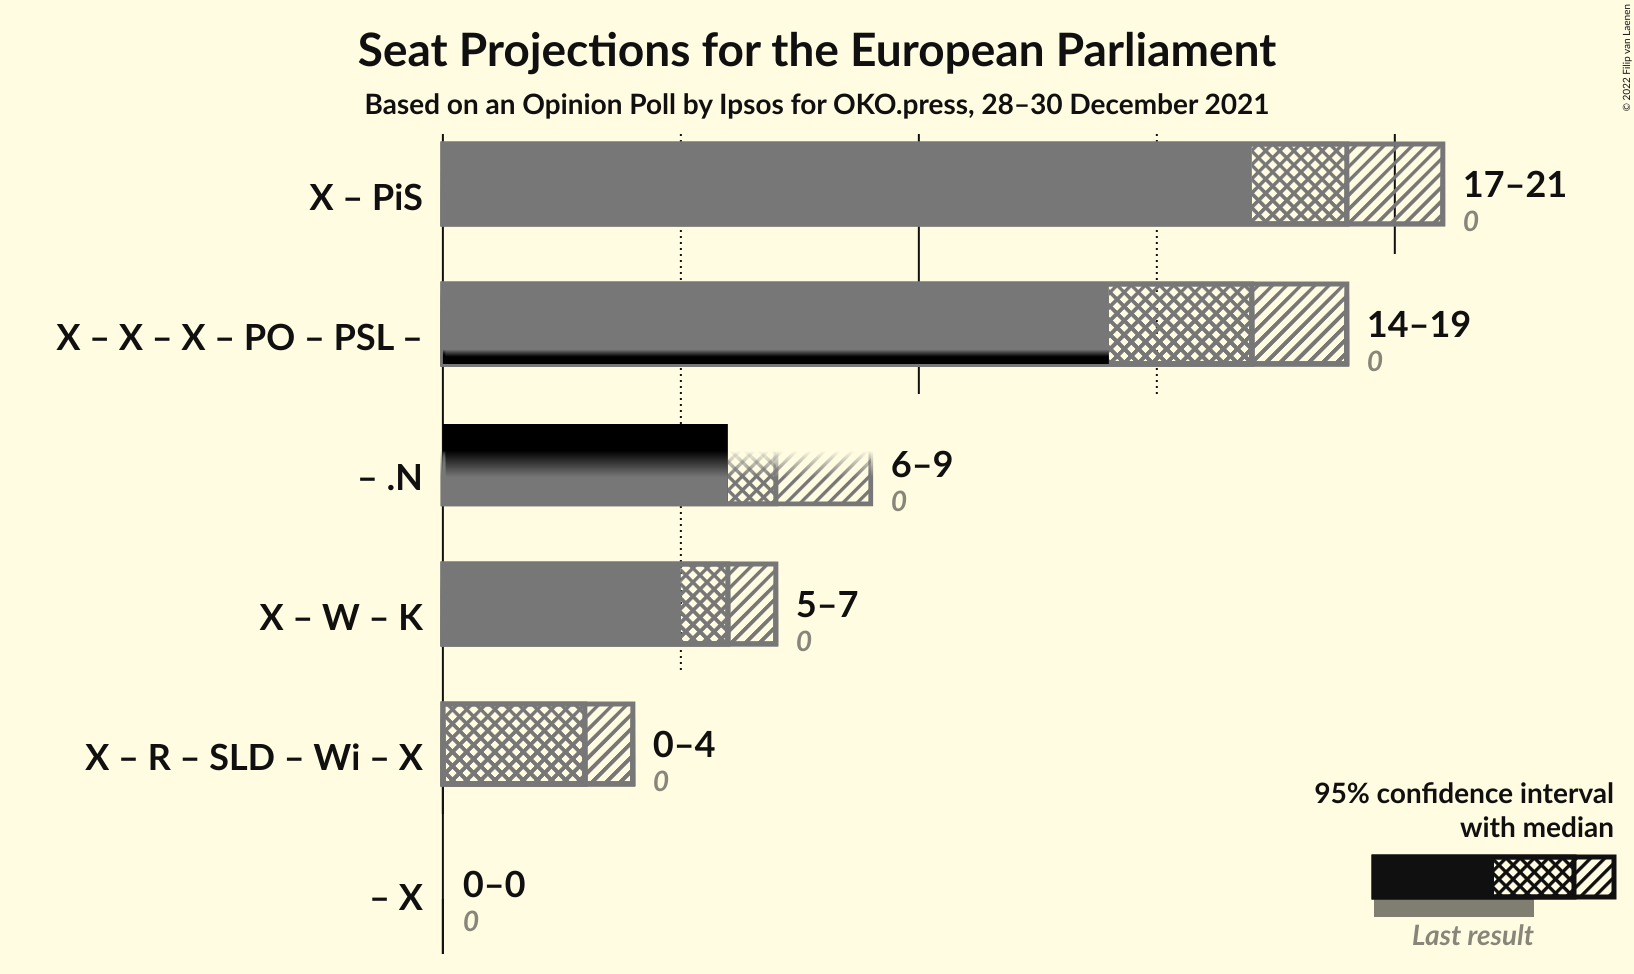 Seat Projections for the European Parliament
Based on an Opinion Poll by Ipsos for OKO.press, 28–30 December 2021
© 2022 Filip van Laenen
X – PiS
17–21
0
X – X – X – PO – PSL –
14–19
0
– .N
6–9
0
X – W – K
5–7
0
X – R – SLD – Wi – X
0–4
0
– X
0–0
0
95% confidence interval
with median
Last result